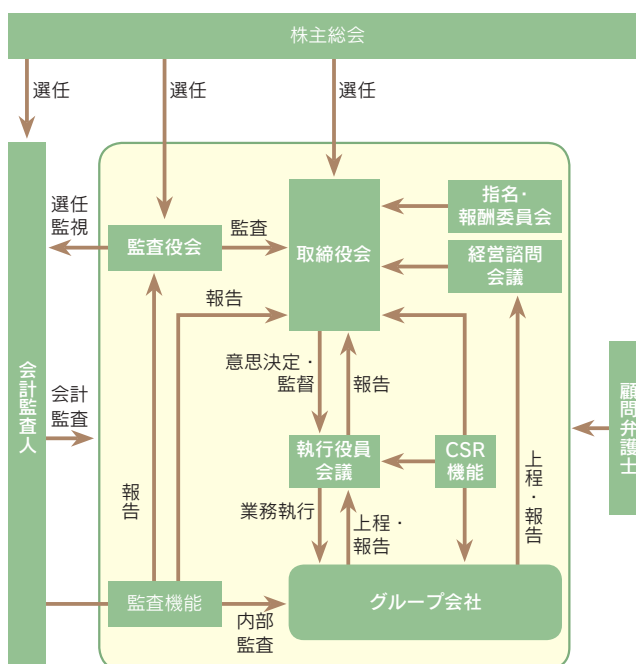 株主総会
選任
選任
選任
指名・
報酬委員会
選任
監視
監査役会
監査
取締役会
経営諮問
会議
報告
意思決定・
監督
報告
会計監査人
会計
監査
顧問弁護士
執行役員
会議
CSR
機能
上程・報告
報告
業務執行
上程・
報告
監査機能
グループ会社
内部
監査